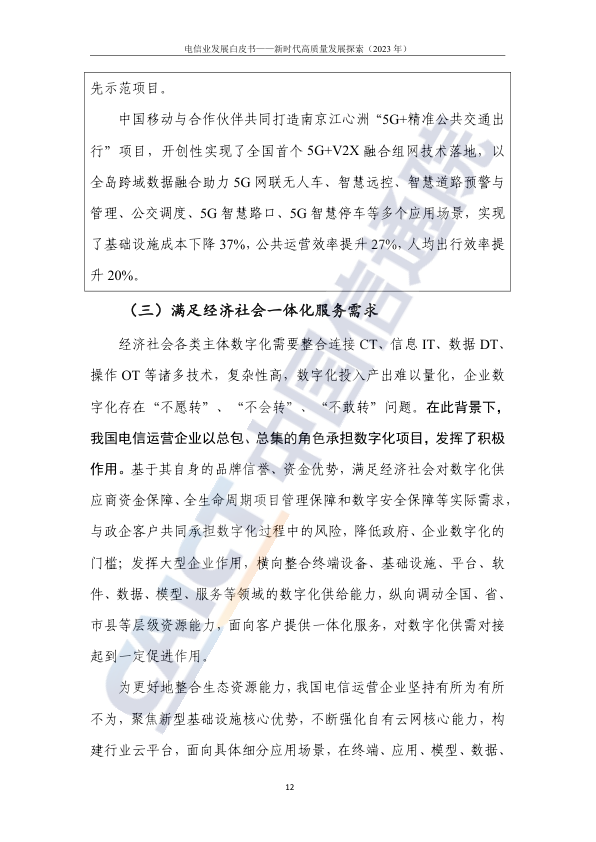 电信业发展白皮书——新时代高质量发展探索（2023 年）
先示范项目。
中国移动与合作伙伴共同打造南京江心洲“5G+精准公共交通出
行”项目，开创性实现了全国首个 5G+V2X 融合组网技术落地，以
全岛跨域数据融合助力 5G 网联无人车、智慧远控、智慧道路预警与
管理、公交调度、5G 智慧路口、5G 智慧停车等多个应用场景，实现
了基础设施成本下降 37%，公共运营效率提升 27%，人均出行效率提
升 20%。
（三）满足经济社会一体化服务需求
经济社会各类主体数字化需要整合连接 CT、信息 IT、数据 DT、
操作 OT 等诸多技术，复杂性高，数字化投入产出难以量化，企业数
字化存在“不愿转”、“不会转”、“不敢转”问题。在此背景下，
我国电信运营企业以总包、总集的角色承担数字化项目，发挥了积极
作用。基于其自身的品牌信誉、资金优势，满足经济社会对数字化供
应商资金保障、全生命周期项目管理保障和数字安全保障等实际需求，
与政企客户共同承担数字化过程中的风险，降低政府、企业数字化的
门槛；发挥大型企业作用，横向整合终端设备、基础设施、平台、软
件、数据、模型、服务等领域的数字化供给能力，纵向调动全国、省、
市县等层级资源能力，面向客户提供一体化服务，对数字化供需对接
起到一定促进作用。
为更好地整合生态资源能力，我国电信运营企业坚持有所为有所
不为，聚焦新型基础设施核心优势，不断强化自有云网核心能力，构
建行业云平台，面向具体细分应用场景，在终端、应用、模型、数据、
12
CAICT 中国信通院